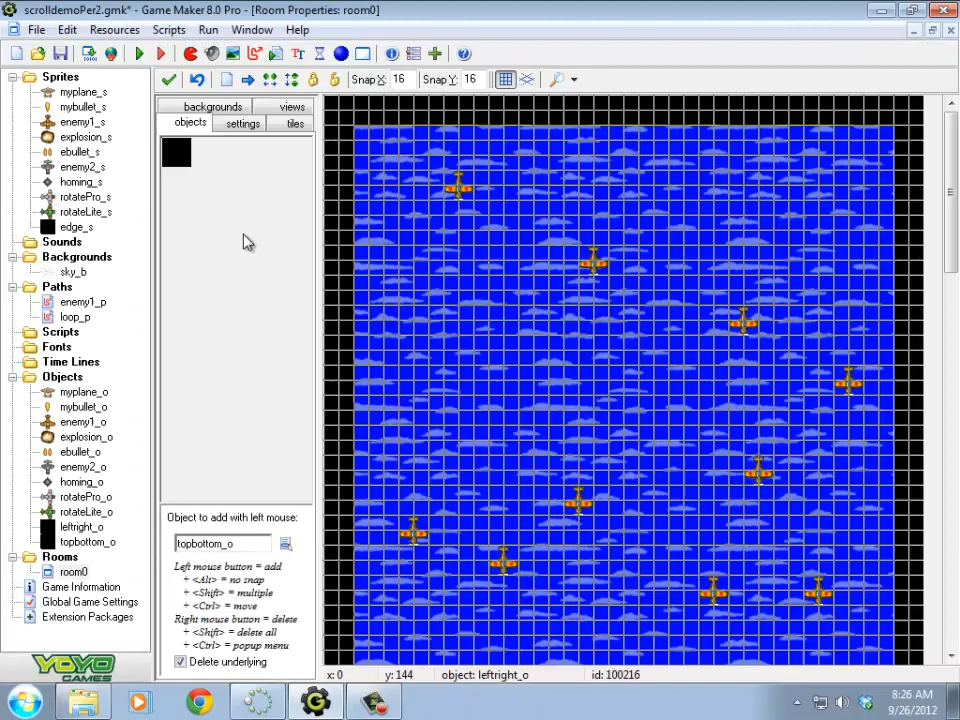 scrolldemoPer2.gmk* - Game Maker 8.0 Pro - [Room Properties: room0]
File Edit Resources Scripts Run Window Help
Snap X: 16 Snap Y: 16
Sprites
myplane_s
mybullet_s
enemy1_s
explosion_s
ebullet_s
enemy2_s
homing_s
rotatePro_s
rotateLite_s
edge_s
Sounds
Backgrounds
sky_b
Paths
enemy1_p
loop_p
Scripts
Fonts
Time Lines
Objects
myplane_o
mybullet_o
enemy1_o
explosion_o
ebullet_o
enemy2_o
homing_o
rotatePro_o
rotateLite_o
leftright_o
topbottom_o
Rooms
room0
Game Information
Global Game Settings
Extension Packages
YOYO
GAMES
backgrounds views
objects settings tiles
Object to add with left mouse:
topbottom_o
Left mouse button = add
+ <Alt> = no snap
+ <Shift> = multiple
+ <Ctrl> = move
Right mouse button = delete
+ <Shift> = delete all
+ <Ctrl> = popup menu
Delete underlying
x: 0 y: 144 object: leftright_o id: 100216
8:26 AM
9/26/2012